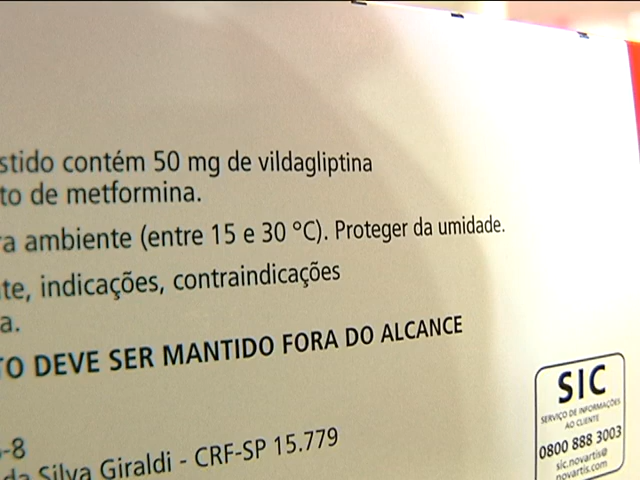 stido contém 50 mg de vildagliptina
to de metformina.
a ambiente (entre 15 e 30 °C). Proteger da umidade.
te, indicações, contraindicações
a.
TO DEVE SER MANTIDO FORA DO ALCANCE
-8
da Silva Giraldi - CRF-SP 15.779
SIC
SERVIÇO DE INFORMAÇÕES
AO CLIENTE
0800 888 3003
sic.novartis@
novartis.com